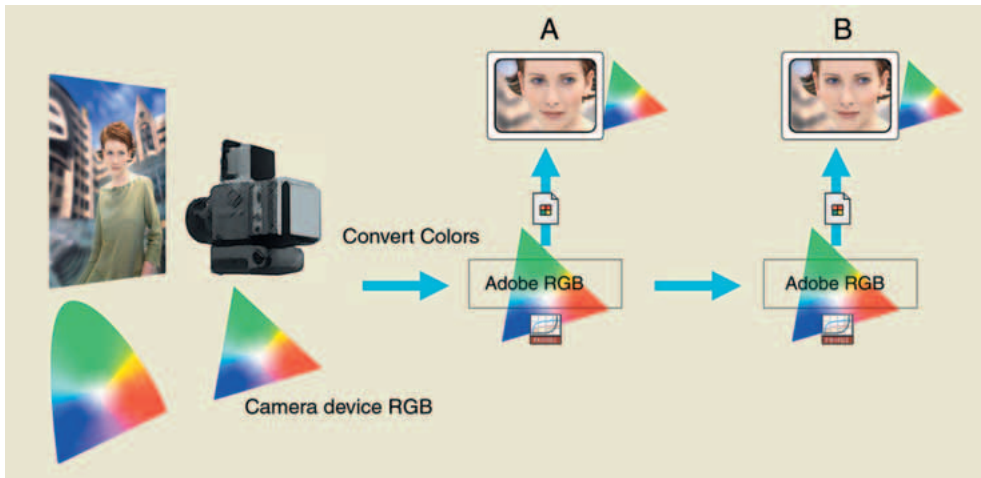 A
B
Convert Colors
Adobe RGB
Adobe RGB
Camera device RGB